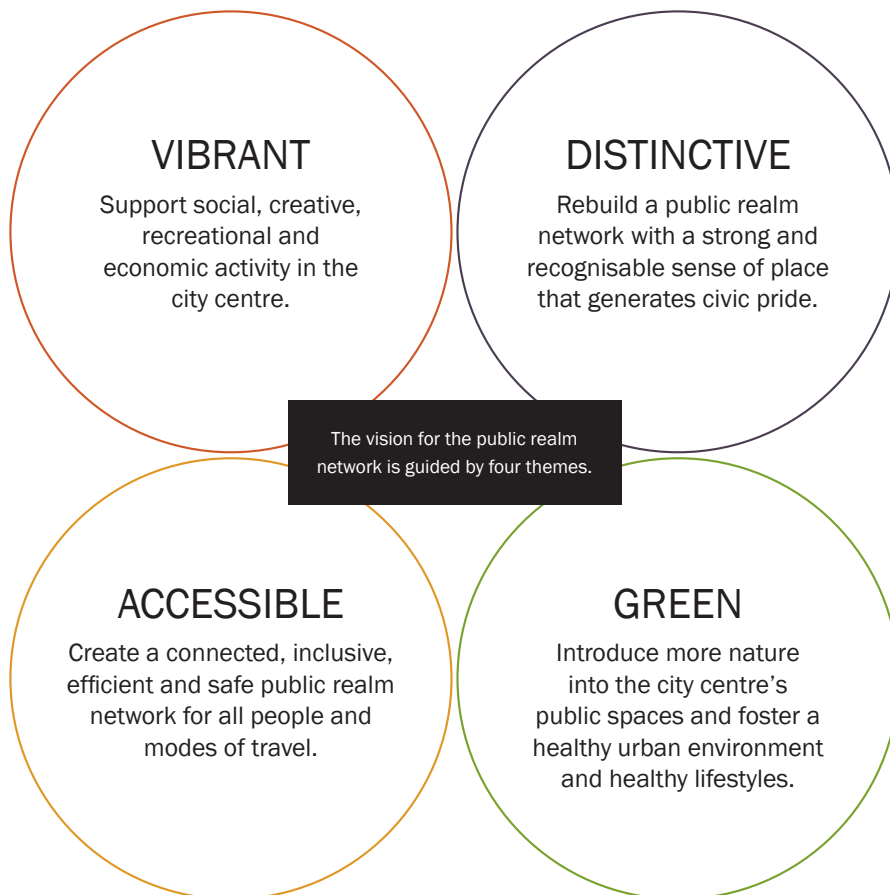 VIBRANT
Support social, creative,
recreational and
economic activity in the
city centre.
DISTINCTIVE
Rebuild a public realm
network with a strong and
recognisable sense of place
that generates civic pride.
The vision for the public realm
network is guided by four themes.
ACCESSIBLE
Create a connected, inclusive,
efficient and safe public realm
network for all people and
modes of travel.
GREEN
Introduce more nature
into the city centre’s
public spaces and foster a
healthy urban environment
and healthy lifestyles.